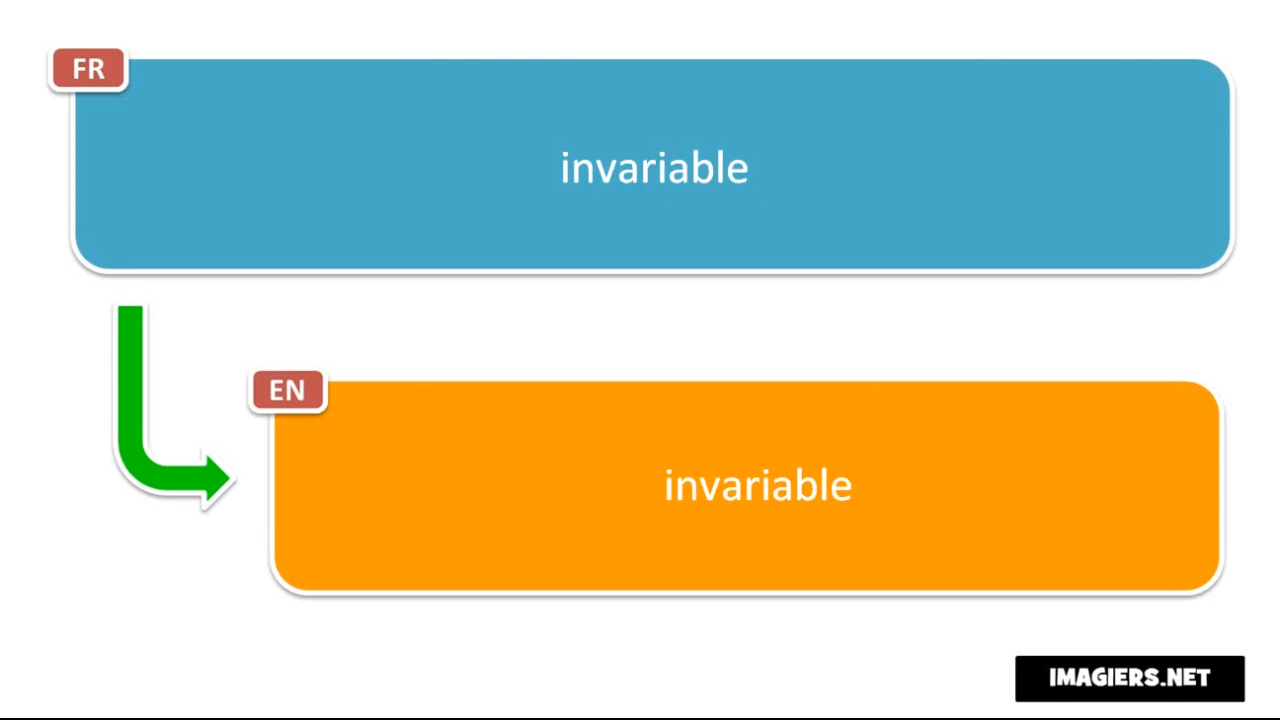 FR
invariable
EN
invariable
IMAGIERS.NET